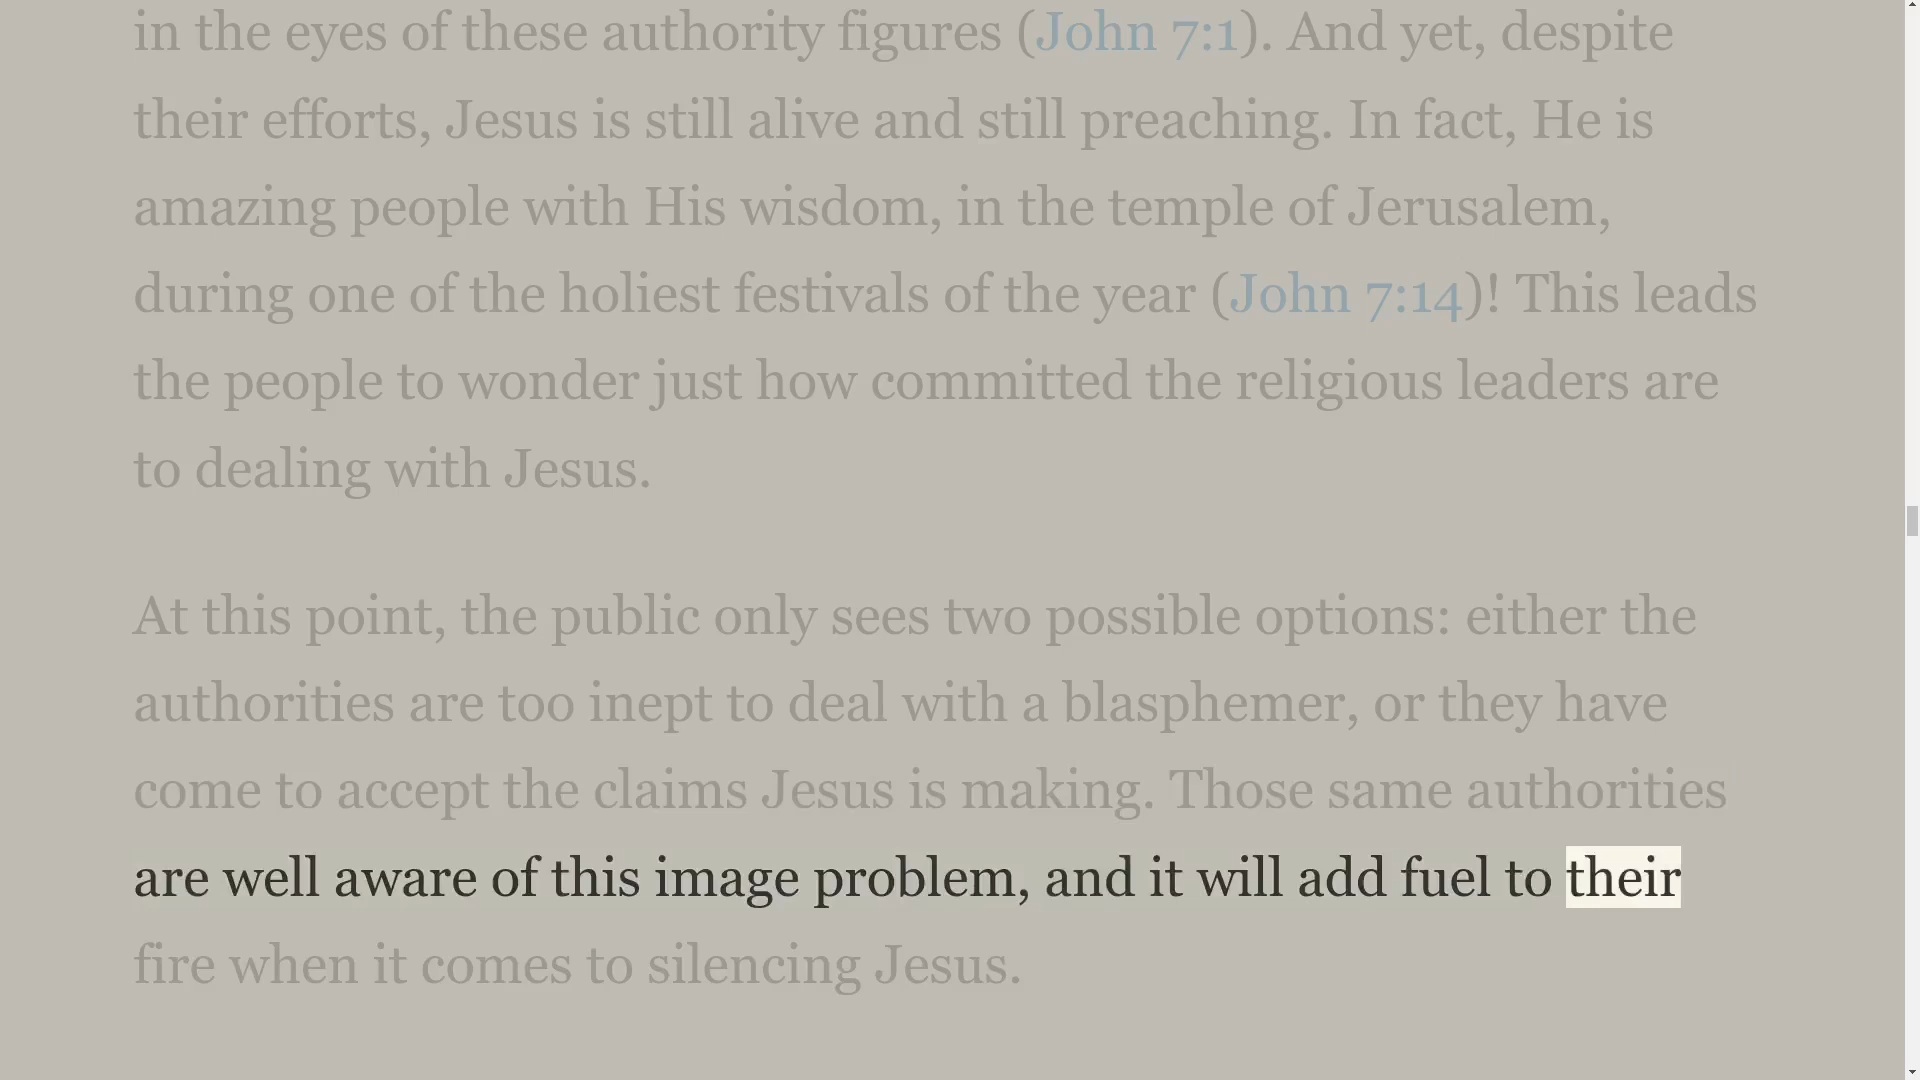 in the eyes of these authority figures (John 7:1). And yet, despite
their efforts, Jesus is still alive and still preaching. In fact, He is
amazing people with His wisdom, in the temple of Jerusalem,
during one of the holiest festivals of the year (John 7:14)! This leads
the people to wonder just how committed the religious leaders are
to dealing with Jesus.
At this point, the public only sees two possible options: either the
authorities are too inept to deal with a blasphemer, or they have
come to accept the claims Jesus is making. Those same authorities
are well aware of this image problem, and it will add fuel to their
fire when it comes to silencing Jesus.